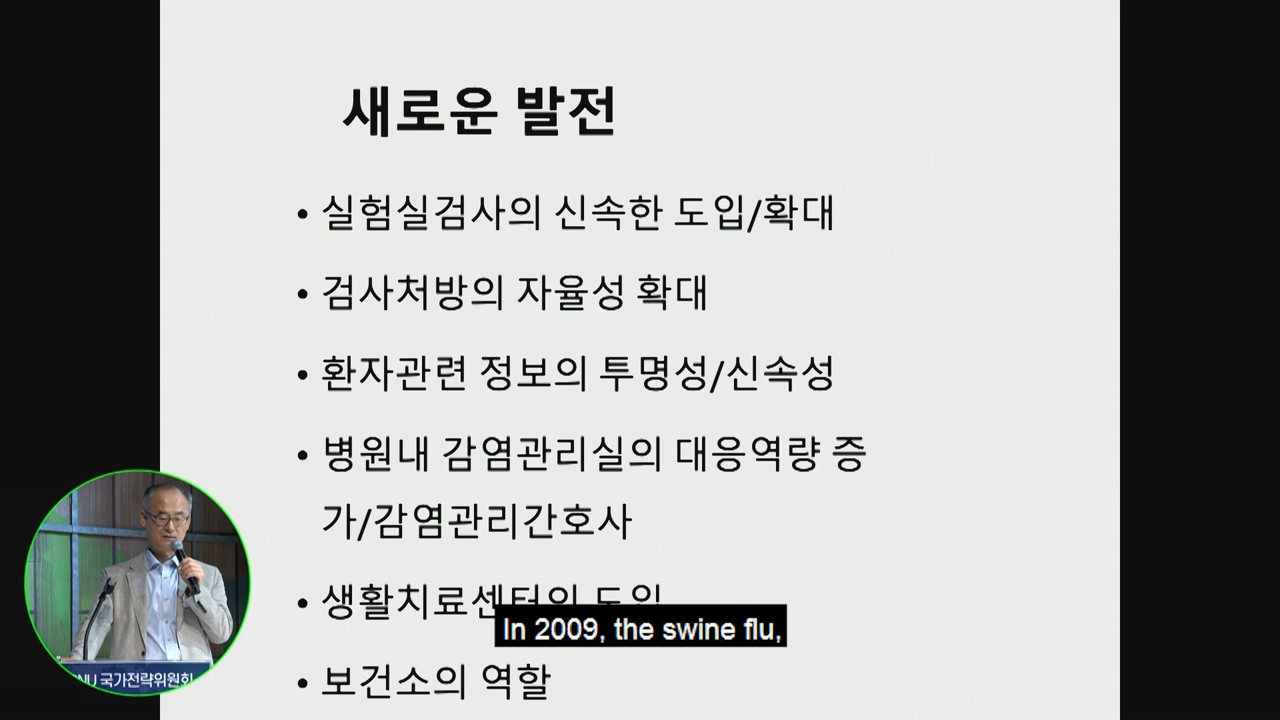 새로운 발전
• 실험실검사의 신속한 도입/확대
• 검사처방의 자율성 확대
• 환자관련 정보의 투명성/신속성
• 병원내 감염관리실의 대응역량 증
가/감염관리간호사
• 생활치료센터의 도입
In 2009, the swine flu,
• 보건소의 역할
NU 국가전략위원회